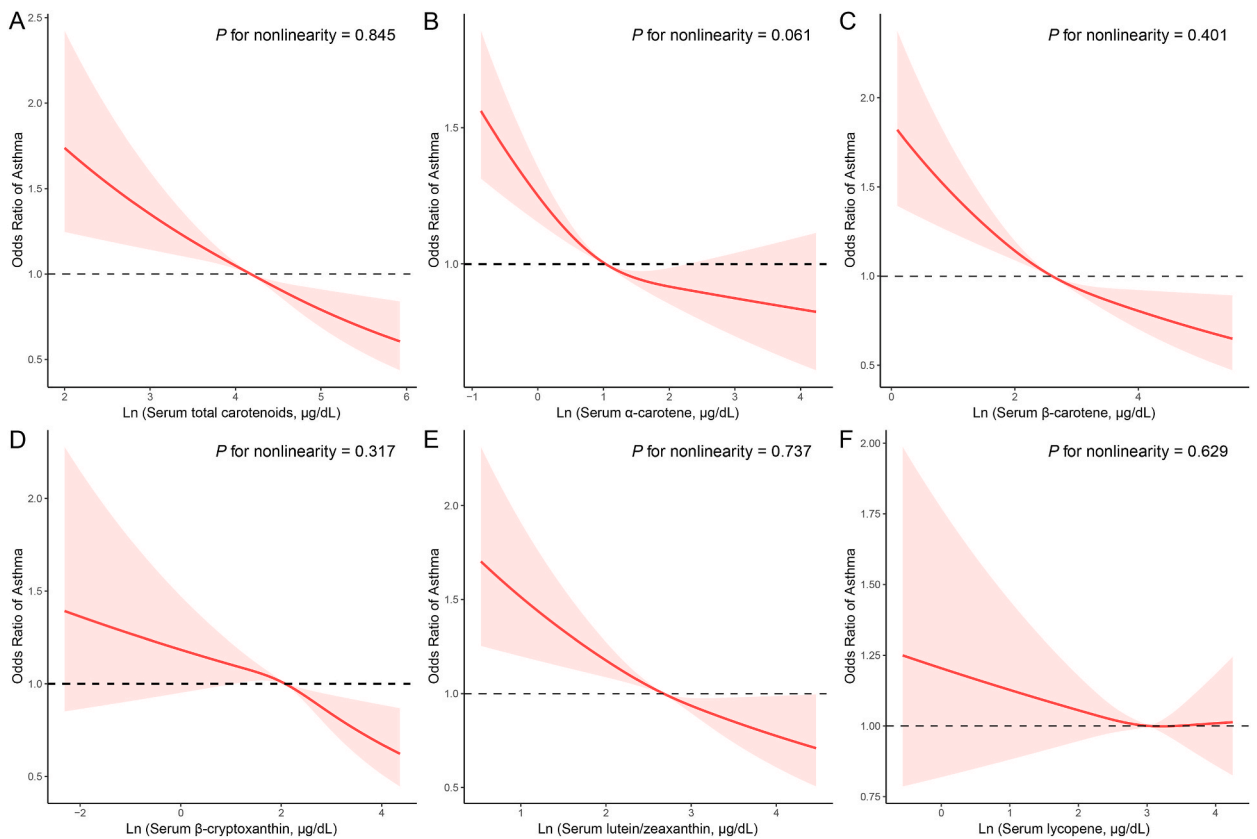 A
P for nonlinearity = 0.845
Odds Ratio of Asthma
2.5
2.0
1.5
1.0
0.5
2 3 4 5 6
Ln (Serum total carotenoids, μg/dL)
B
P for nonlinearity = 0.061
Odds Ratio of Asthma
1.5
1.0
−1 0 1 2 3 4
Ln (Serum α-carotene, μg/dL)
C
P for nonlinearity = 0.401
Odds Ratio of Asthma
2.0
1.5
1.0
0.5
2 4
Ln (Serum β-carotene, μg/dL)
D
P for nonlinearity = 0.317
Odds Ratio of Asthma
2.0
1.5
1.0
0.5
−2 0 2 4
Ln (Serum β-cryptoxanthin, μg/dL)
E
P for nonlinearity = 0.737
Odds Ratio of Asthma
2.0
1.5
1.0
0.5
1 2 3 4
Ln (Serum lutein/zeaxanthin, μg/dL)
F
P for nonlinearity = 0.629
Odds Ratio of Asthma
2.00
1.75
1.50
1.25
1.00
0.75
0 1 2 3 4
Ln (Serum lycopene, μg/dL)